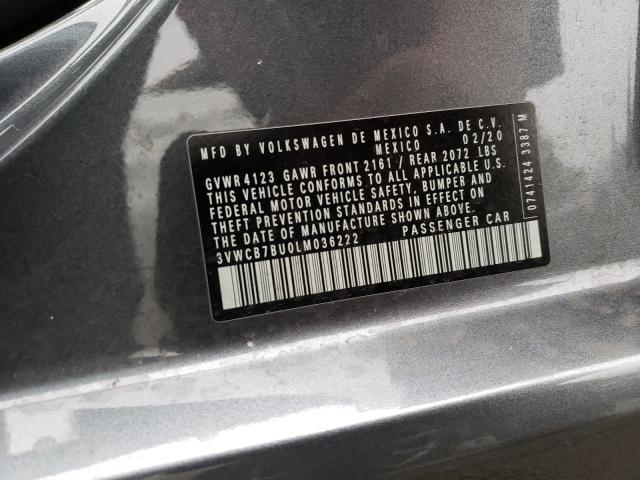 MFD BY VOLKSWAGEN DE MEXICO S.A. DE C.V.
MEXICO 02/20
GVWR 4123 GAWR FRONT 2161 / REAR 2072 LBS
THIS VEHICLE CONFORMS TO ALL APPLICABLE U.S.
FEDERAL MOTOR VEHICLE SAFETY, BUMPER AND
THEFT PREVENTION STANDARDS IN EFFECT ON
THE DATE OF MANUFACTURE SHOWN ABOVE.
3VWCB7BU0LM036222 PASSENGER CAR
0741424 3387 M